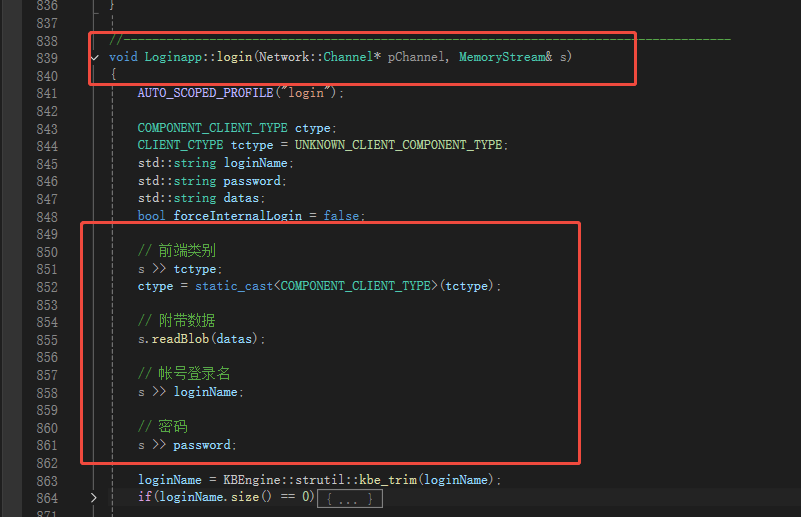 836 }
837
838 //-------------------------------------------------------------------------------------
839 void Loginapp::login(Network::Channel* pChannel, MemoryStream& s)
840 {
841 AUTO_SCOPED_PROFILE("login");
842
843 COMPONENT_CLIENT_TYPE ctype;
844 CLIENT_CTYPE tctype = UNKNOWN_CLIENT_COMPONENT_TYPE;
845 std::string loginName;
846 std::string password;
847 std::string datas;
848 bool forceInternalLogin = false;
849
850 // 前端类别
851 s >> tctype;
852 ctype = static_cast<COMPONENT_CLIENT_TYPE>(tctype);
853
854 // 附带数据
855 s.readBlob(datas);
856
857 // 帐号登录名
858 s >> loginName;
859
860 // 密码
861 s >> password;
862
863 loginName = KBEngine::strutil::kbe_trim(loginName);
864 if(loginName.size() == 0){ ... }
871